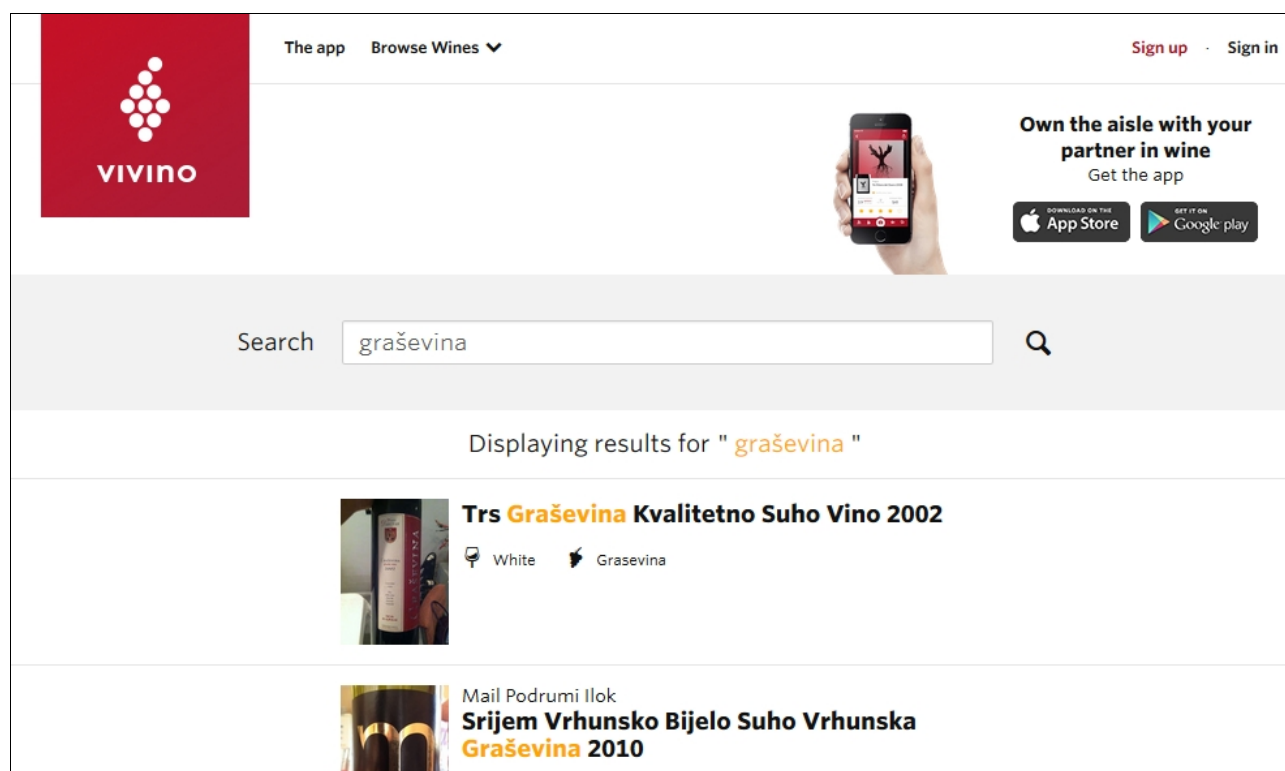 The app Browse Wines Sign up · Sign in
vivino
Own the aisle with your
partner in wine
Get the app
DOWNLOAD ON THE
App Store
GET IT ON
Google play
Search graševina
Displaying results for " graševina "
Trs Graševina Kvalitetno Suho Vino 2002
White Grasevina
GRAŠEVINA
Mail Podrumi Ilok
Srijem Vrhunsko Bijelo Suho Vrhunska
Graševina 2010